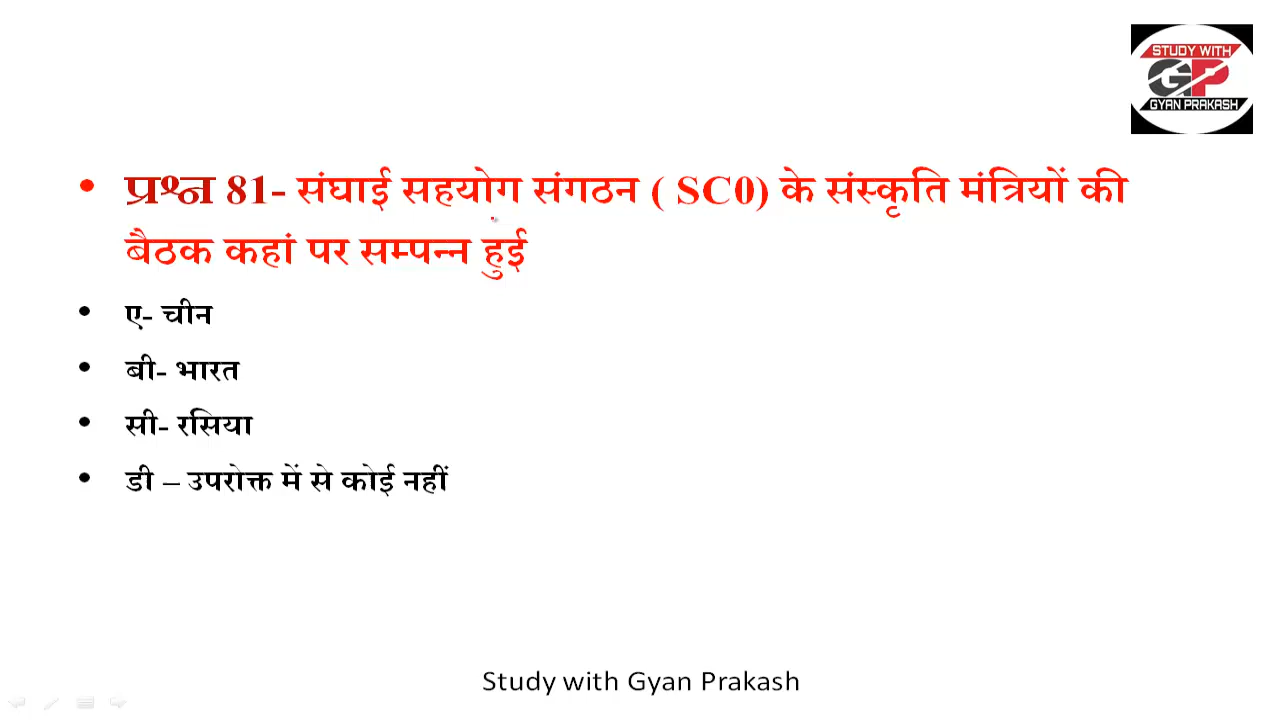 STUDY WITH
GP
GYAN PRAKASH
• प्रश्न 81- संघाई सहयोग संगठन ( SC0) के संस्कृति मंत्रियों की
बैठक कहां पर सम्पन्न हुई
• ए- चीन
• बी- भारत
• सी- रसिया
• डी – उपरोक्त में से कोई नहीं
Study with Gyan Prakash